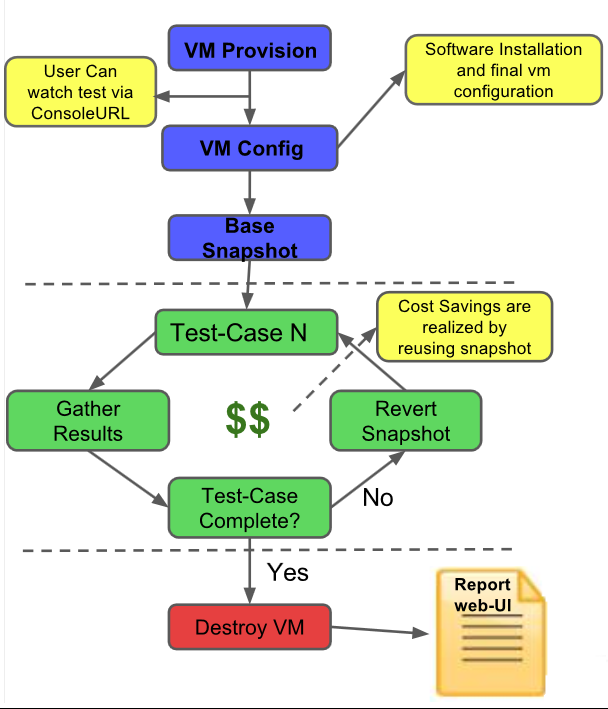 VM Provision
User Can
watch test via
ConsoleURL
Software Installation
and final vm
configuration
VM Config
Base
Snapshot
Test-Case N
Cost Savings are
realized by
reusing snapshot
Gather
Results
$$
Revert
Snapshot
Test-Case
Complete?
No
Yes
Destroy VM
Report
web-UI